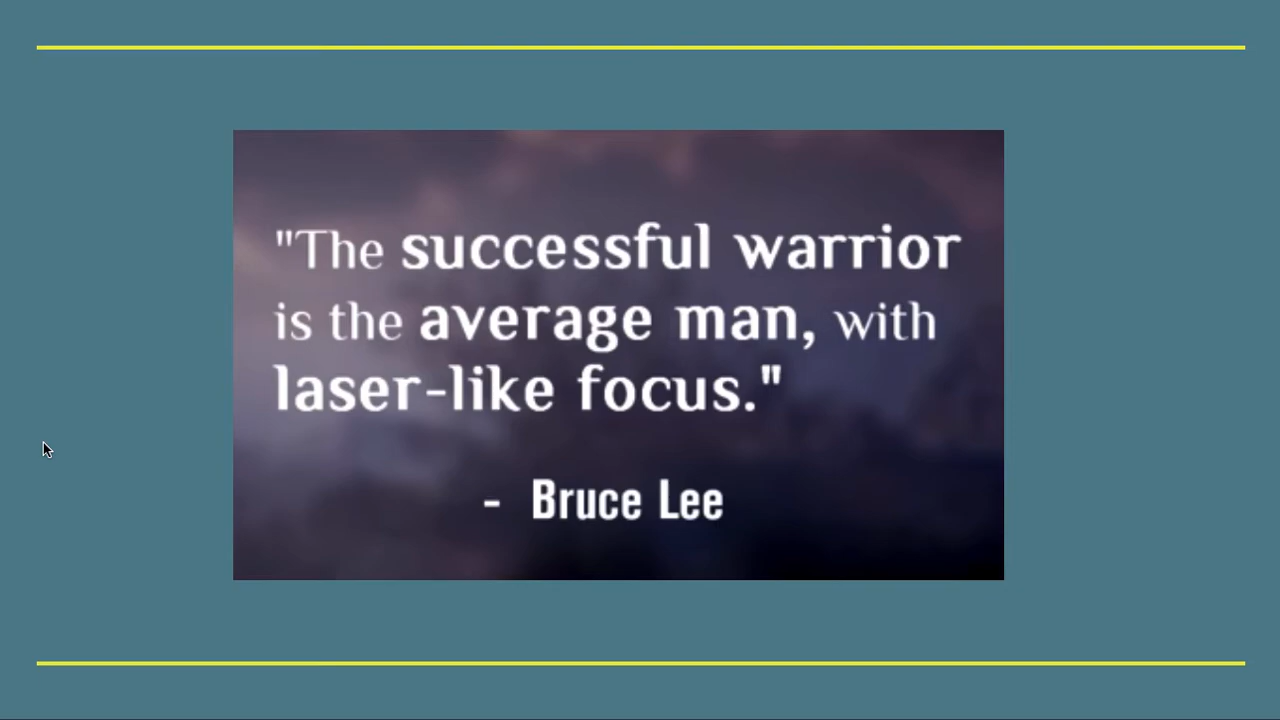 "The successful warrior
is the average man, with
laser-like focus."
- Bruce Lee